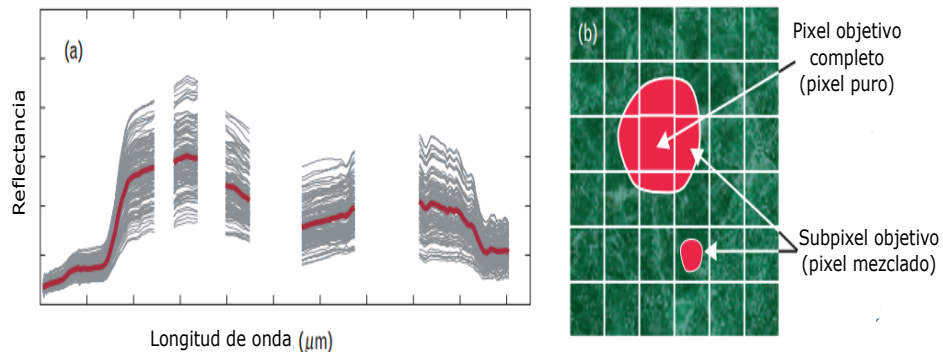 (a)
Reflectancia
Longitud de onda (μm)
(b)
Pixel objetivo
completo
(pixel puro)
Subpixel objetivo
(pixel mezclado)